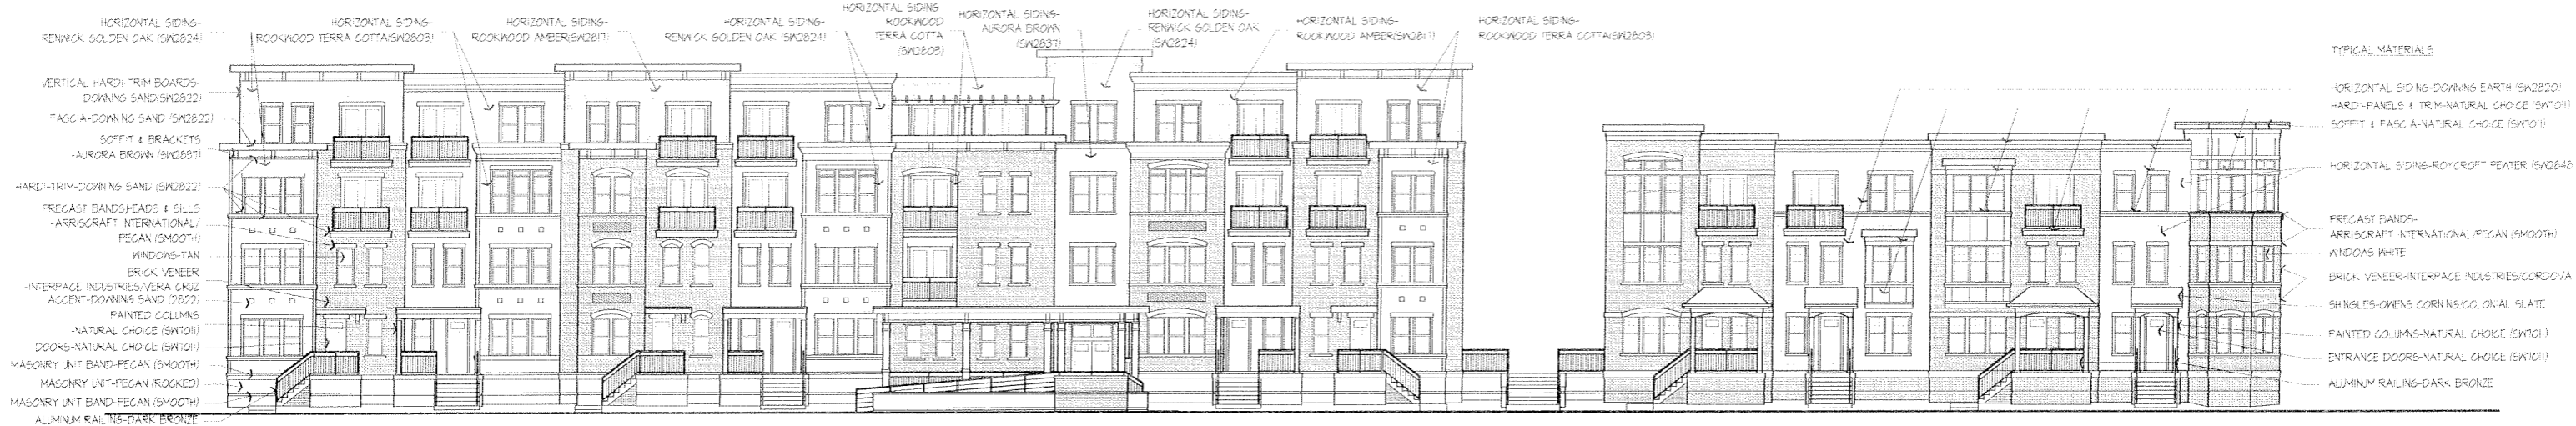 HORIZONTAL SIDING-
RENWICK GOLDEN OAK (SW2824)
HORIZONTAL SIDING-
ROOKWOOD TERRA COTTA(SW2803)
HORIZONTAL SIDING-
ROOKWOOD AMBER(SW2817)
HORIZONTAL SIDING-
RENWICK GOLDEN OAK (SW2824)
HORIZONTAL SIDING-
ROOKWOOD
TERRA COTTA
(SW2803)
HORIZONTAL SIDING-
AURORA BROWN
(SW2837)
HORIZONTAL SIDING-
RENWICK GOLDEN OAK
(SW2824)
HORIZONTAL SIDING-
ROOKWOOD AMBER(SW2817)
HORIZONTAL SIDING-
ROOKWOOD TERRA COTTA(SW2803)
VERTICAL HARDI-TRIM BOARDS-
DOWNING SAND(SW2822)
FASCIA-DOWNING SAND (SW2822)
SOFFIT & BRACKETS
-AURORA BROWN (SW2837)
HARDI-TRIM-DOWNING SAND (SW2822)
PRECAST BANDS,HEADS & SILLS
-ARRISCRAFT INTERNATIONAL/
PECAN (SMOOTH)
WINDOWS-TAN
BRICK VENEER
-INTERPACE INDUSTRIES/VERA CRUZ
ACCENT-DOWNING SAND (2822)
PAINTED COLUMNS
-NATURAL CHOICE (SW7011)
DOORS-NATURAL CHOICE (SW7011)
MASONRY UNIT BAND-PECAN (SMOOTH)
MASONRY UNIT-PECAN (ROCKED)
MASONRY UNIT BAND-PECAN (SMOOTH)
ALUMINUM RAILING-DARK BRONZE
TYPICAL MATERIALS
HORIZONTAL SIDING-DOWNING EARTH (SW2820)
HARDI-PANELS & TRIM-NATURAL CHOICE (SW7011)
SOFFIT & FASCIA-NATURAL CHOICE (SW7011)
HORIZONTAL SIDING-ROYCROFT PEWTER (SW2848
PRECAST BANDS-
ARRISCRAFT INTERNATIONAL/PECAN (SMOOTH)
WINDOWS-WHITE
BRICK VENEER-INTERPACE INDUSTRIES/CORDOVA
SHINGLES-OWENS CORNING/COLONIAL SLATE
PAINTED COLUMNS-NATURAL CHOICE (SW7011)
ENTRANCE DOORS-NATURAL CHOICE (SW7011)
ALUMINUM RAILING-DARK BRONZE